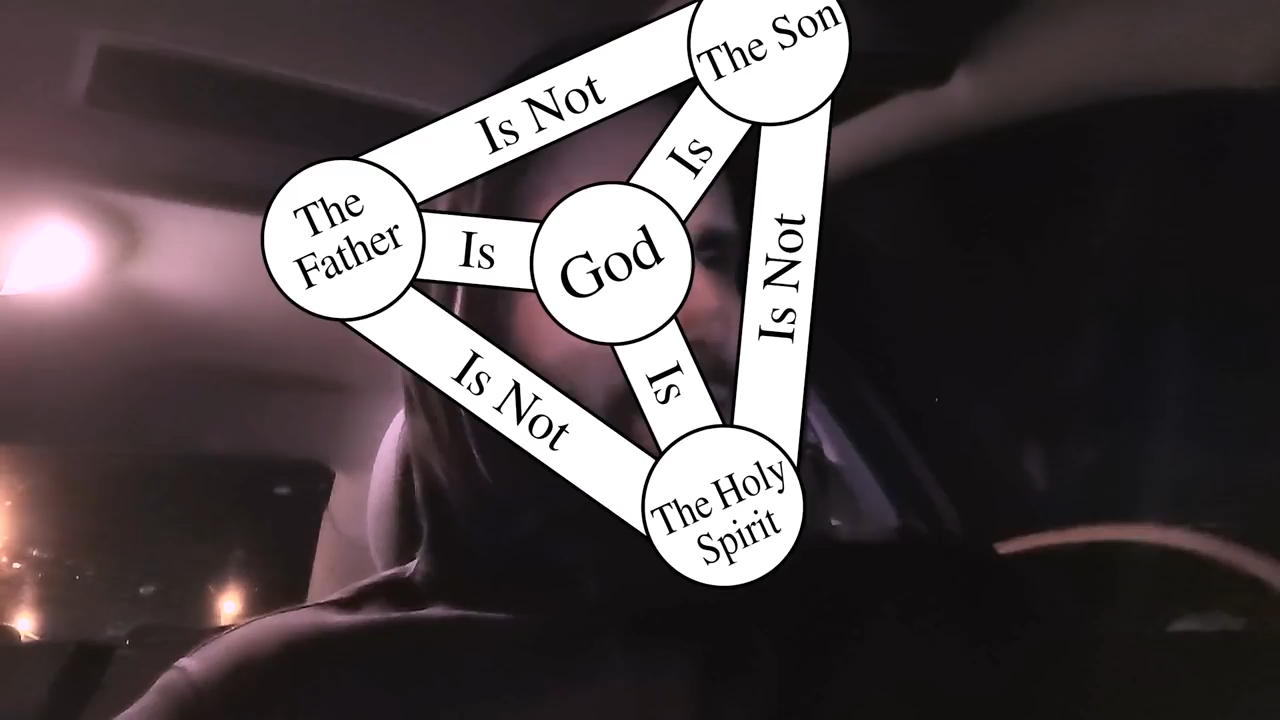 The Son
Is Not
Is
The
Father
Is
God
Is Not
Is Not
Is
The Holy
Spirit